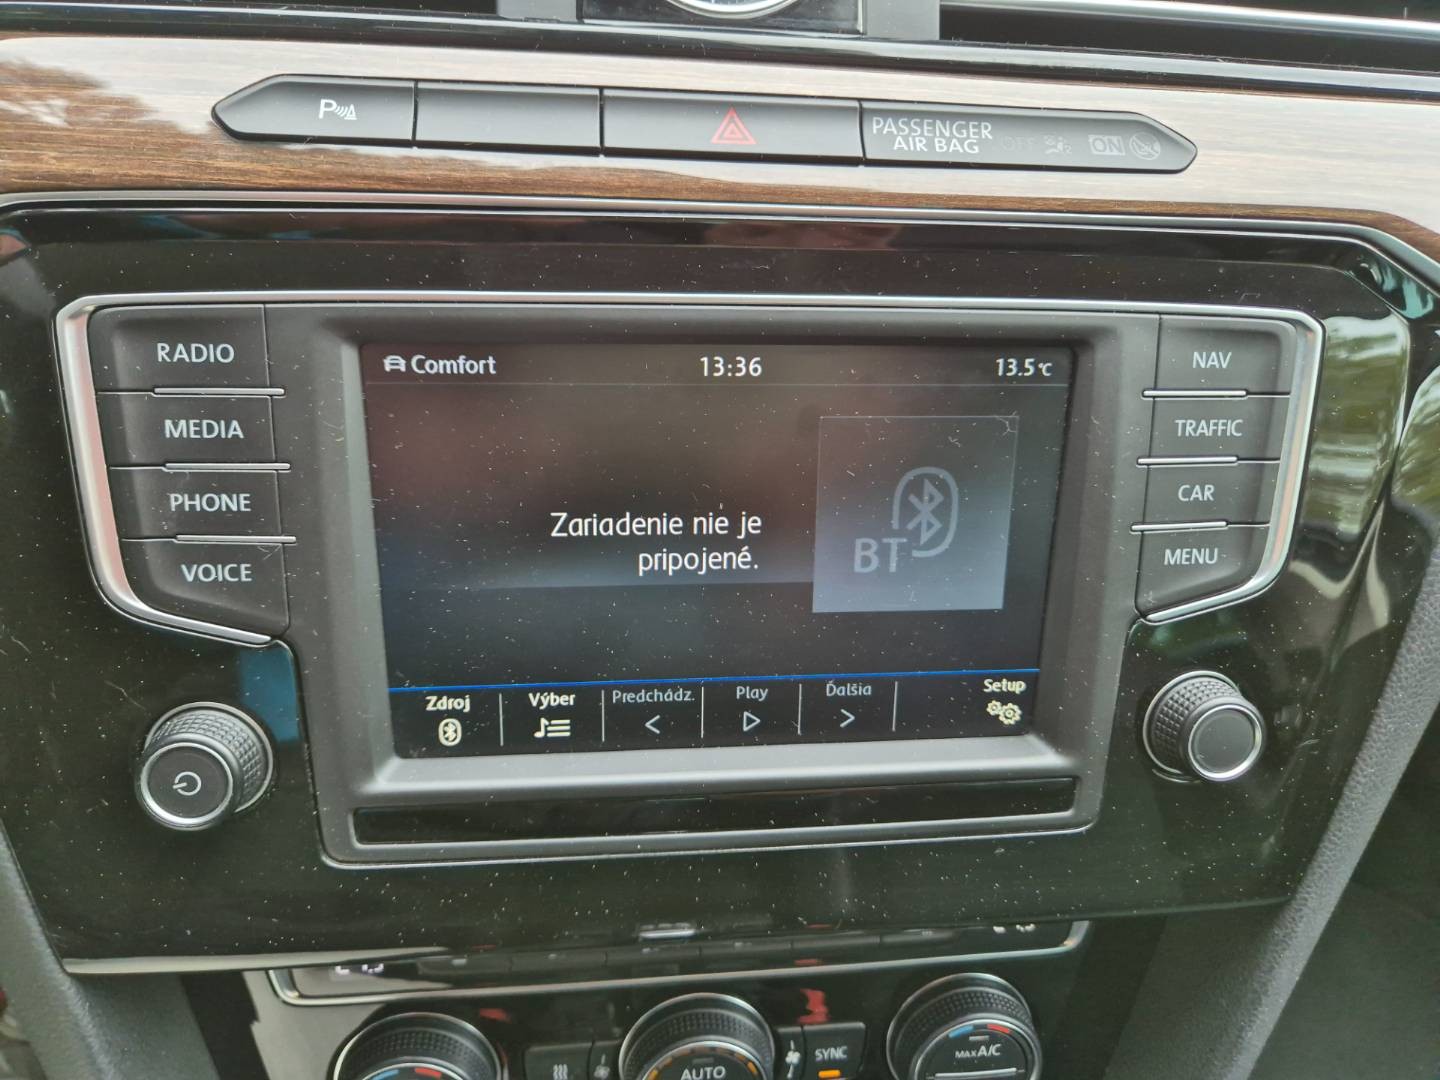 P
PASSENGER
AIR BAG
OFF
2
ON
RADIO
MEDIA
PHONE
VOICE
Comfort
13:36
13.5°C
Zariadenie nie je
pripojené.
BT
Zdroj
Výber
Predchádz.
Play
Ďalšia
Setup
NAV
TRAFFIC
CAR
MENU
AUTO
SYNC
MAX A/C